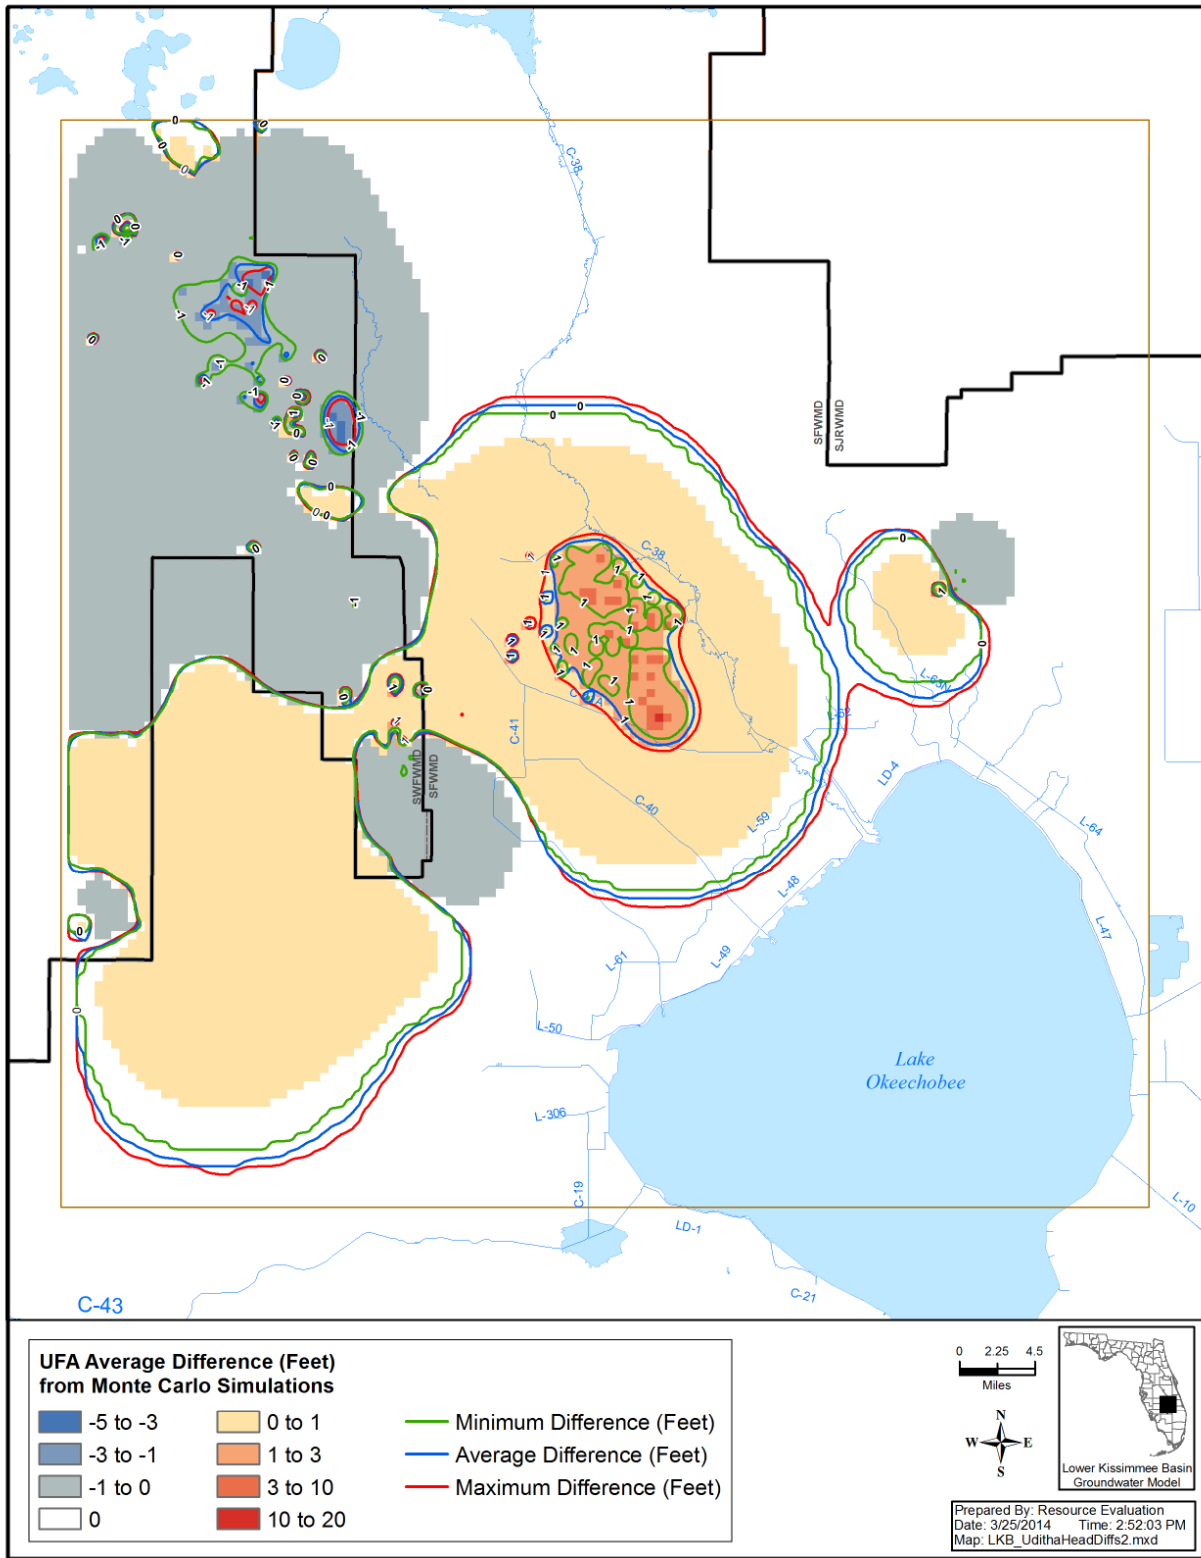 C-38
SFWMD
SJRWMD
C-38
L-63N
C-41A
L-62
C-41
LD-4
SWFWMD
SFWMD
C-40
L-59
L-64
L-48
L-47
L-49
L-61
L-50
Lake
Okeechobee
L-306
C-19
L-10
LD-1
C-21
C-43
UFA Average Difference (Feet)
from Monte Carlo Simulations
-5 to -3
-3 to -1
-1 to 0
0
0 to 1
1 to 3
3 to 10
10 to 20
Minimum Difference (Feet)
Average Difference (Feet)
Maximum Difference (Feet)
0 2.25 4.5
Miles
N
W E
S
Lower Kissimmee Basin
Groundwater Model
Prepared By: Resource Evaluation
Date: 3/25/2014 Time: 2:52:03 PM
Map: LKB_UdithaHeadDiffs2.mxd